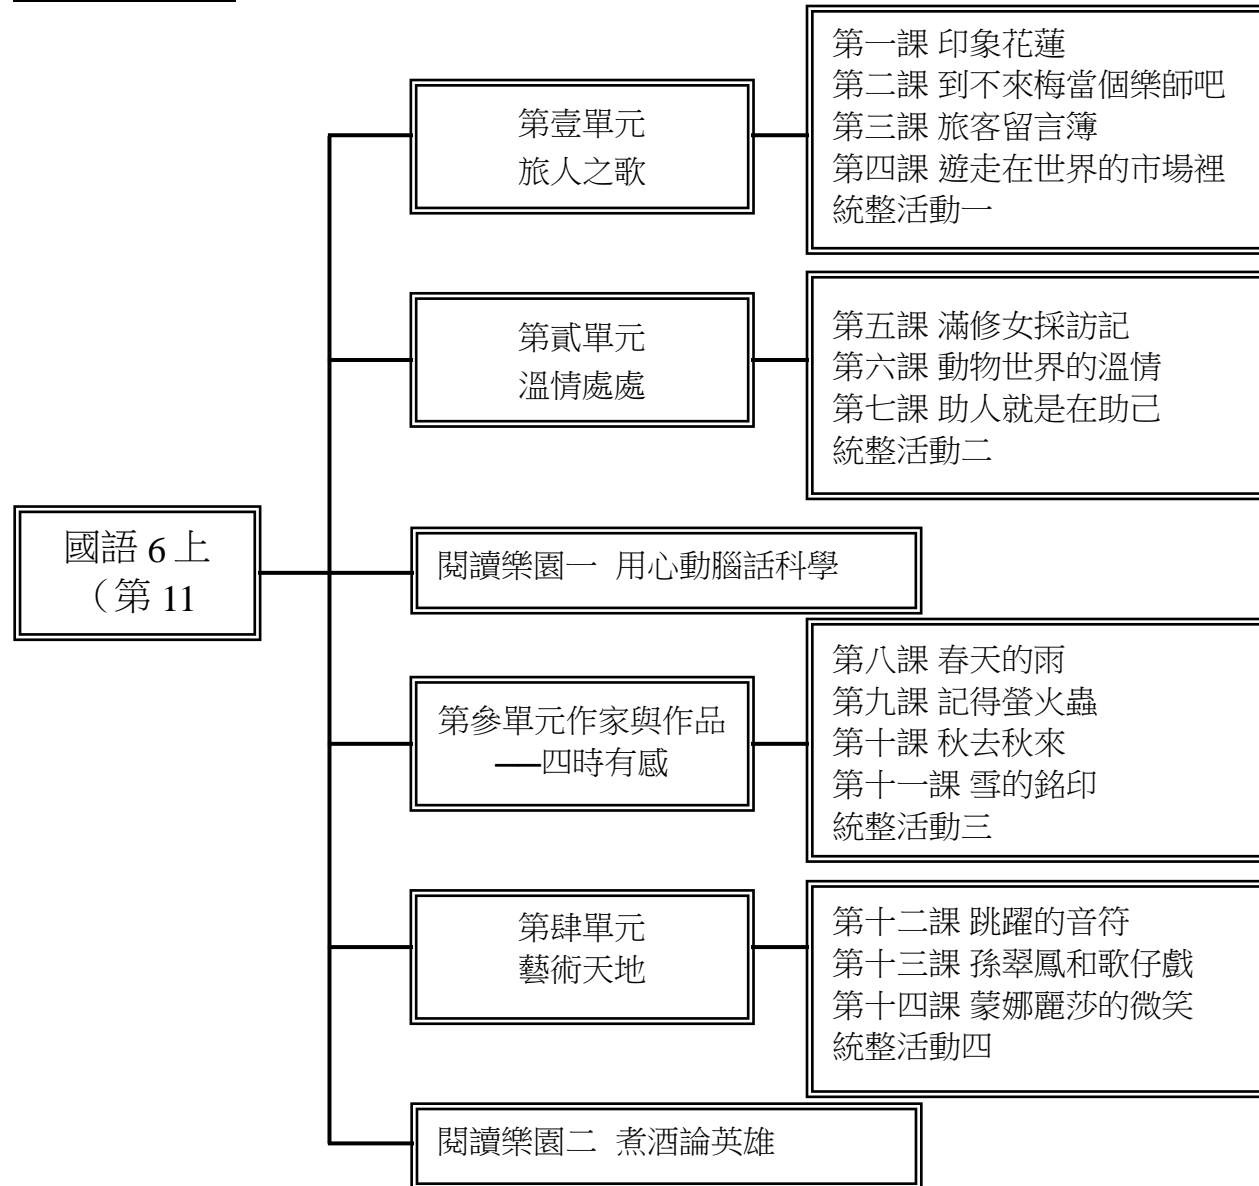 國語 6 上
（第 11
第壹單元
旅人之歌
第一課 印象花蓮
第二課 到不來梅當個樂師吧
第三課 旅客留言簿
第四課 遊走在世界的市場裡
統整活動一
第貳單元
溫情處處
第五課 滿修女採訪記
第六課 動物世界的溫情
第七課 助人就是在助己
統整活動二
閱讀樂園一 用心動腦話科學
第參單元作家與作品
──四時有感
第八課 春天的雨
第九課 記得螢火蟲
第十課 秋去秋來
第十一課 雪的銘印
統整活動三
第肆單元
藝術天地
第十二課 跳躍的音符
第十三課 孫翠鳳和歌仔戲
第十四課 蒙娜麗莎的微笑
統整活動四
閱讀樂園二 煮酒論英雄